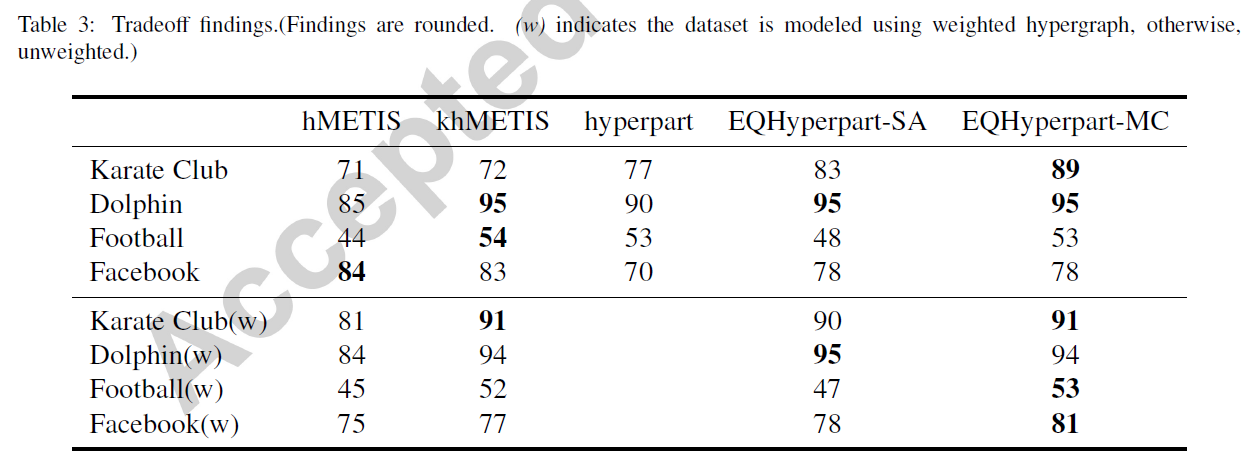 Table 3: Tradeoff findings.(Findings are rounded. (w) indicates the dataset is modeled using weighted hypergraph, otherwise,
unweighted.)
hMETIS khMETIS hyperpart EQHyperpart-SA EQHyperpart-MC
Karate Club 71 72 77 83 89
Dolphin 85 95 90 95 95
Football 44 54 53 48 53
Facebook 84 83 70 78 78
Karate Club(w) 81 91 90 91
Dolphin(w) 84 94 95 94
Football(w) 45 52 47 53
Facebook(w) 75 77 78 81
Accepted